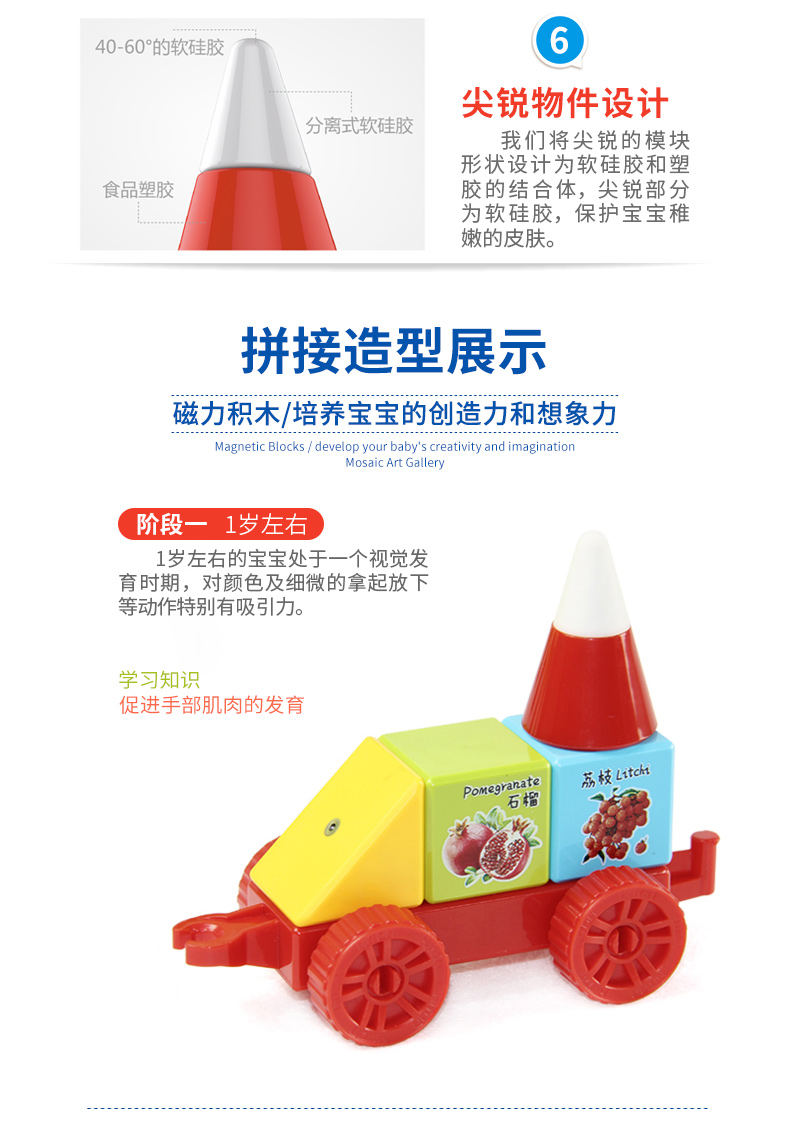 40-60°的软硅胶
分离式软硅胶
食品塑胶
6
尖锐物件设计
我们将尖锐的模块
形状设计为软硅胶和塑
胶的结合体，尖锐部分
为软硅胶，保护宝宝稚
嫩的皮肤。
拼接造型展示
磁力积木/培养宝宝的创造力和想象力
Magnetic Blocks / develop your baby's creativity and imagination
Mosaic Art Gallery
阶段一 1岁左右
1岁左右的宝宝处于一个视觉发
育时期，对颜色及细微的拿起放下
等动作特别有吸引力。
学习知识
促进手部肌肉的发育
Pomegranate
石榴
荔枝 Litchi